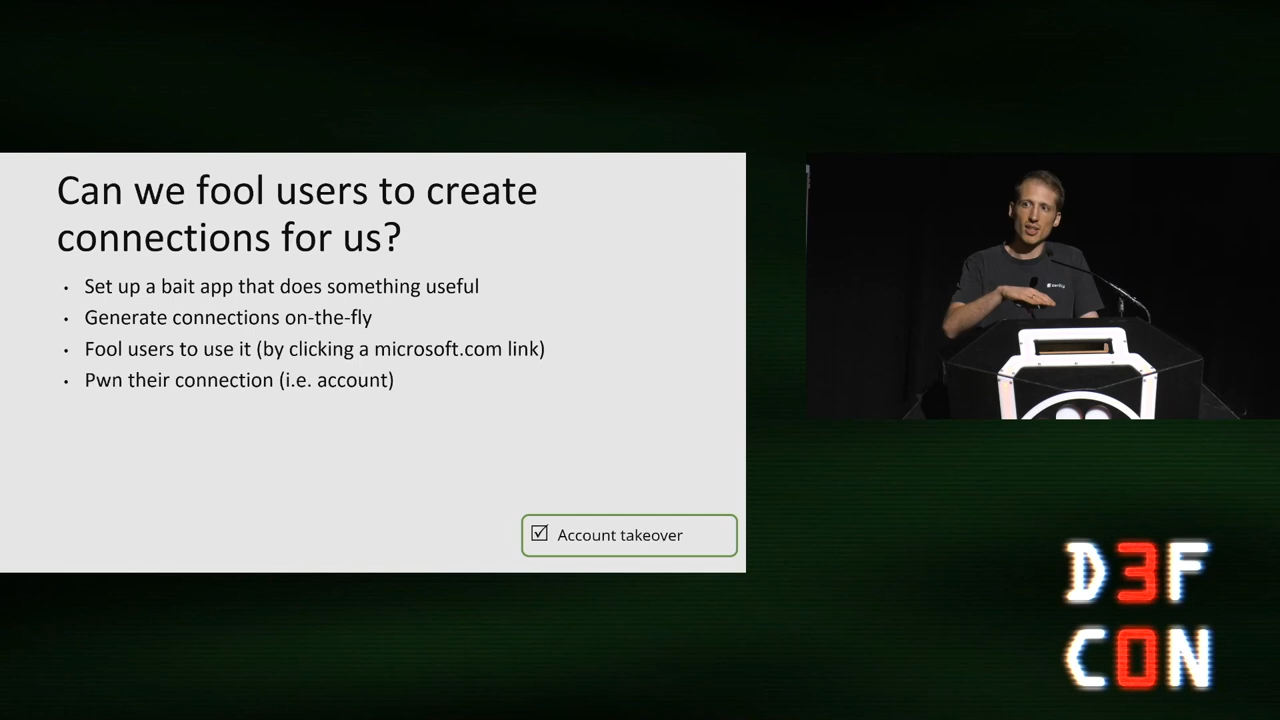 Can we fool users to create
connections for us?
• Set up a bait app that does something useful
• Generate connections on-the-fly
• Fool users to use it (by clicking a microsoft.com link)
• Pwn their connection (i.e. account)
☑ Account takeover
zenity
D3F
C0N